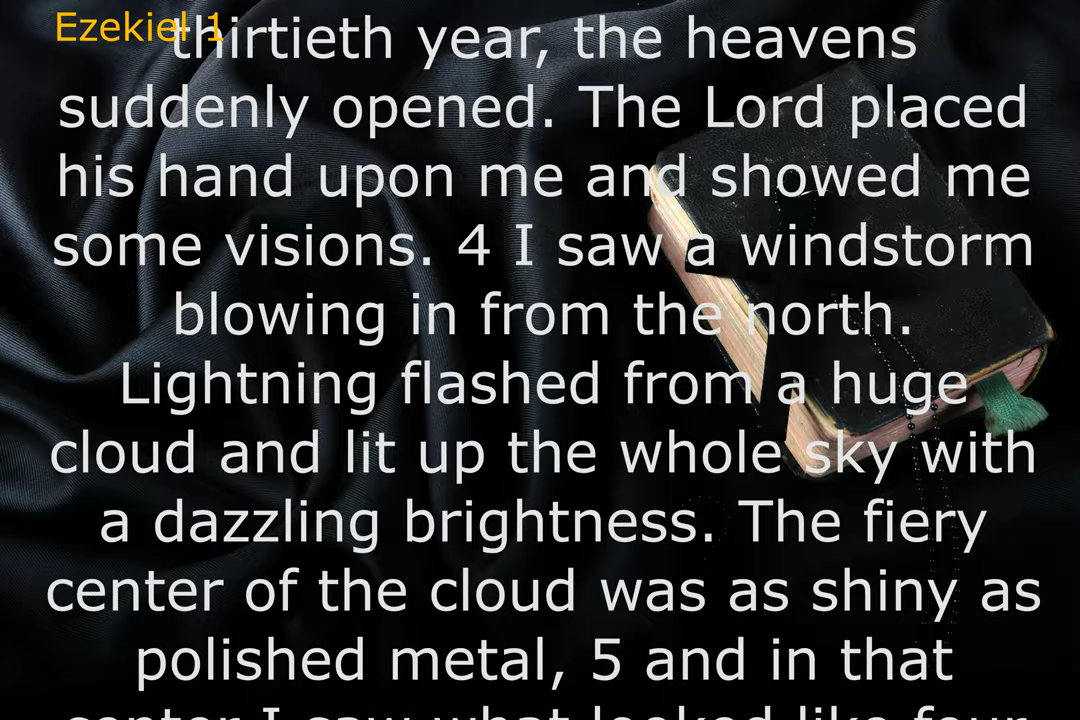 Ezekiel 1
thirtieth year, the heavens
suddenly opened. The Lord placed
his hand upon me and showed me
some visions. 4 I saw a windstorm
blowing in from the north.
Lightning flashed from a huge
cloud and lit up the whole sky with
a dazzling brightness. The fiery
center of the cloud was as shiny as
polished metal, 5 and in that
center I saw what looked like four